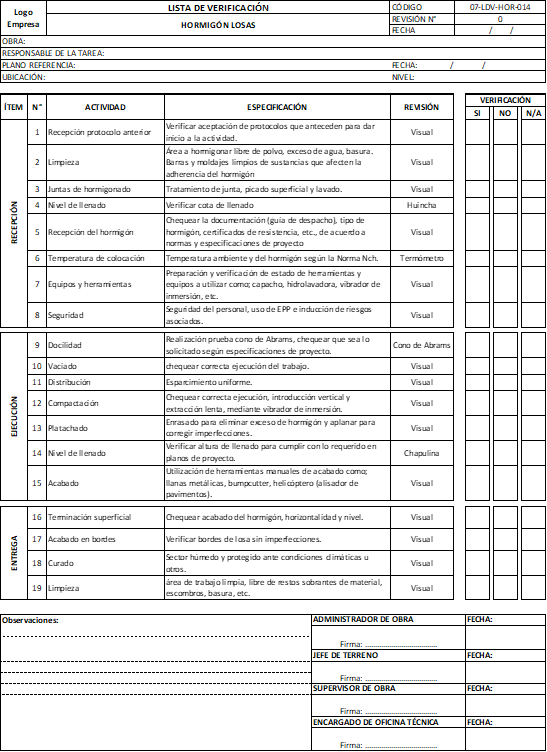 Logo
Empresa
LISTA DE VERIFICACIÓN
HORMIGÓN LOSAS
CÓDIGO 07-LDV-HOR-014
REVISIÓN N° 0
FECHA / /
OBRA:
RESPONSABLE DE LA TAREA:
PLANO REFERENCIA: FECHA: / /
UBICACIÓN: NIVEL:
ÍTEM N° ACTIVIDAD ESPECIFICACIÓN REVISIÓN VERIFICACIÓN
SI NO N/A
RECEPCIÓN
1 Recepción protocolo anterior Verificar aceptación de protocolos que anteceden para dar
inicio a la actividad. Visual
2 Limpieza Área a hormigonar libre de polvo, exceso de agua, basura.
Barras y moldajes limpios de sustancias que afecten la
adherencia del hormigón Visual
3 Juntas de hormigonado Tratamiento de junta, picado superficial y lavado. Visual
4 Nivel de llenado Verificar cota de llenado Huincha
5 Recepción del hormigón Chequear la documentación (guía de despacho), tipo de
hormigón, certificados de resistencia, etc., de acuerdo a
normas y especificaciones de proyecto Visual
6 Temperatura de colocación Temperatura ambiente y del hormigón según la Norma Nch. Termómetro
7 Equipos y herramientas Preparación y verificación de estado de herramientas y
equipos a utilizar como; capacho, hidrolavadora, vibrador de
inmersión, etc. Visual
8 Seguridad Seguridad del personal, uso de EPP e inducción de riesgos
asociados. Visual
EJECUCIÓN
9 Docilidad Realización prueba cono de Abrams, chequear que sea lo
solicitado según especificaciones de proyecto. Cono de Abrams
10 Vaciado chequear correcta ejecución del trabajo. Visual
11 Distribución Esparcimiento uniforme. Visual
12 Compactación Chequear correcta ejecución, introducción vertical y
extracción lenta, mediante vibrador de inmersión. Visual
13 Platachado Enrasado para eliminar exceso de hormigón y aplanar para
corregir imperfecciones. Visual
14 Nivel de llenado Verificar altura de llenado para cumplir con lo requerido en
planos de proyecto. Chapulina
15 Acabado Utilización de herramientas manuales de acabado como;
llanas metálicas, bumpcutter, helicóptero (alisador de
pavimentos). Visual
ENTREGA
16 Terminación superficial Chequear acabado del hormigón, horizontalidad y nivel. Visual
17 Acabado en bordes Verificar bordes de losa sin imperfecciones. Visual
18 Curado Sector húmedo y protegido ante condiciones climáticas u
otros. Visual
19 Limpieza área de trabajo limpia, libre de restos sobrantes de material,
escombros, basura, etc. Visual
Observaciones:
ADMINISTRADOR DE OBRA FECHA:
Firma: ..................................
JEFE DE TERRENO FECHA:
Firma: ..................................
SUPERVISOR DE OBRA FECHA:
Firma: ..................................
ENCARGADO DE OFICINA TÉCNICA FECHA:
Firma: ..................................